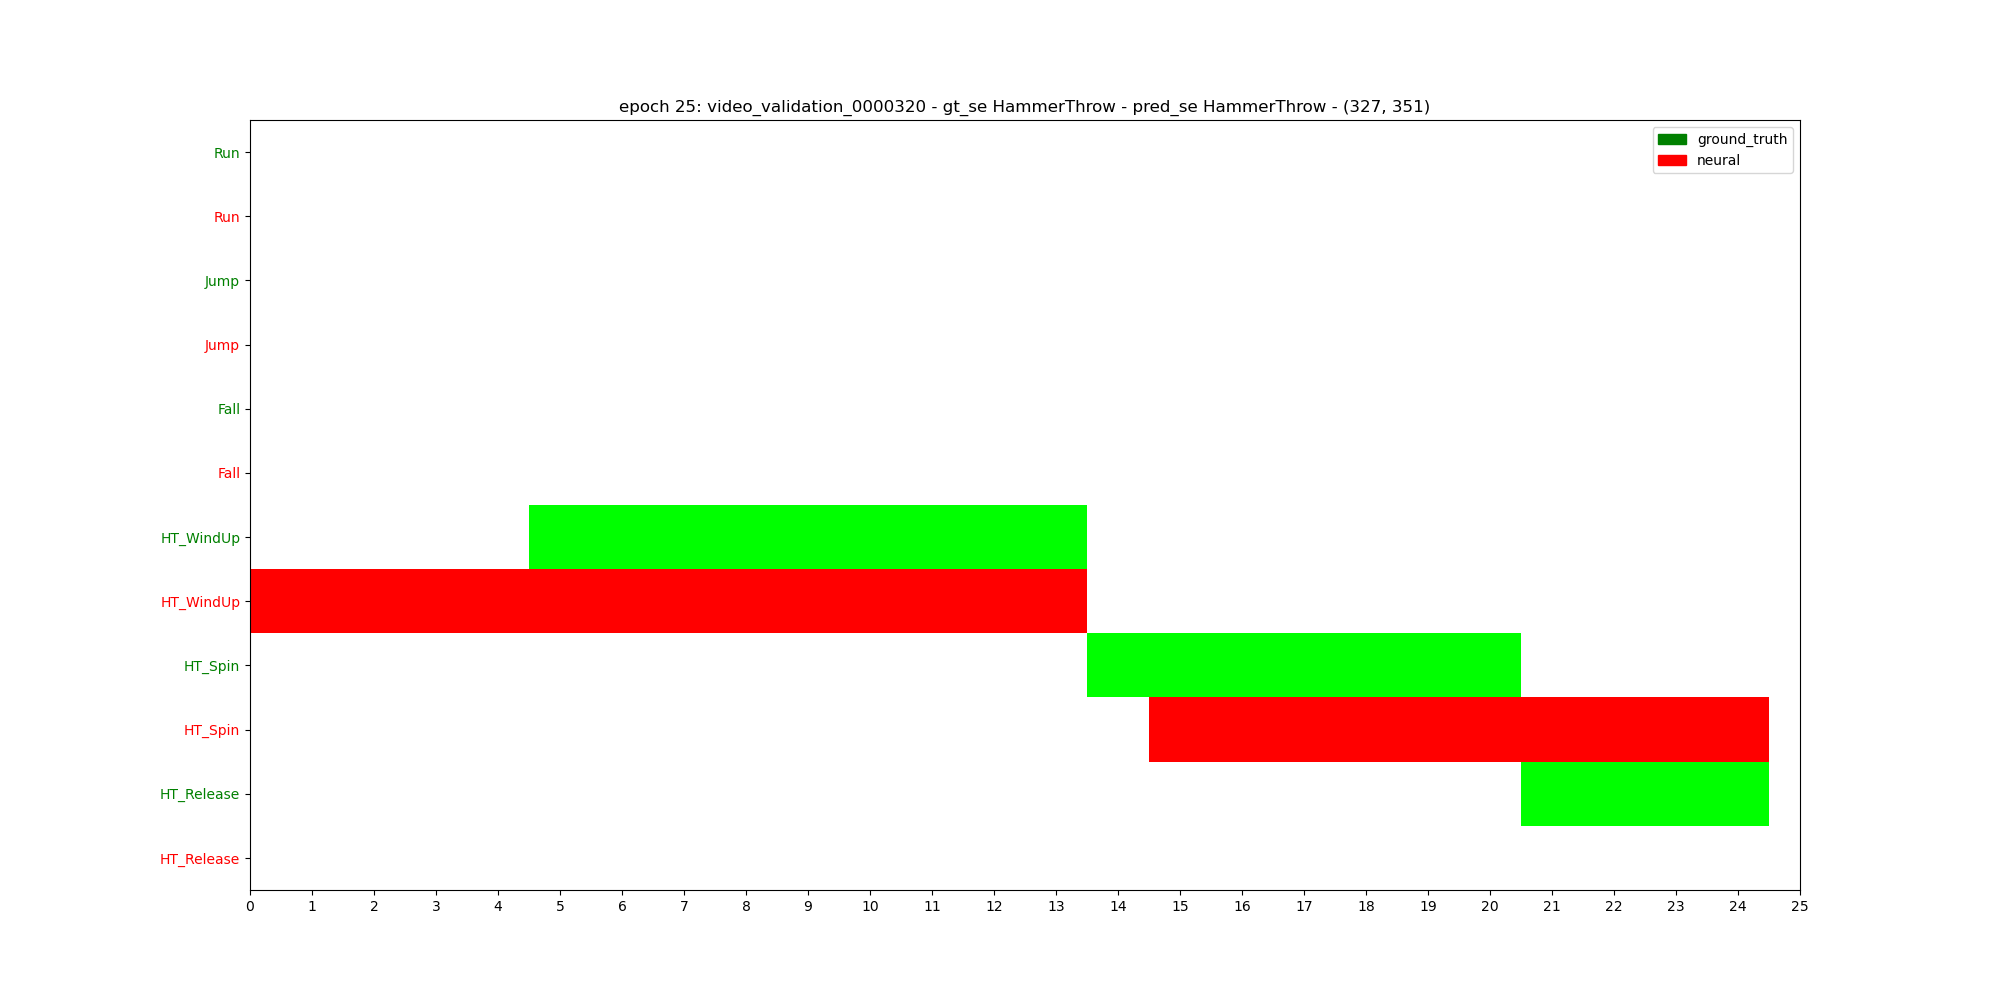 epoch 25: video_validation_0000320 - gt_se HammerThrow - pred_se HammerThrow - (327, 351)
ground_truth
neural
Run
Run
Jump
Jump
Fall
Fall
HT_WindUp
HT_WindUp
HT_Spin
HT_Spin
HT_Release
HT_Release
0 1 2 3 4 5 6 7 8 9 10 11 12 13 14 15 16 17 18 19 20 21 22 23 24 25